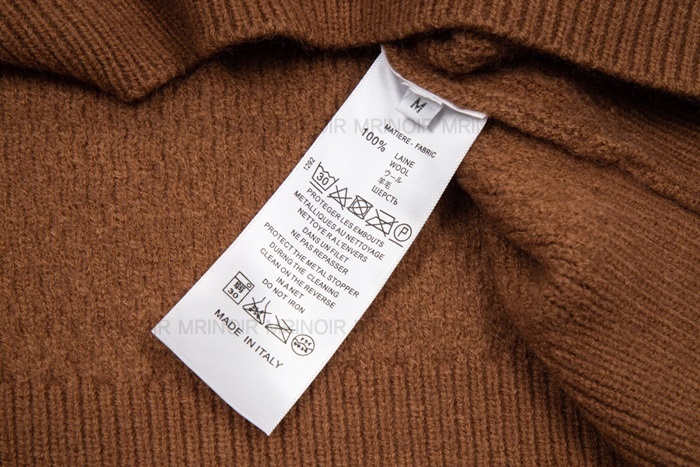 M
MATIERE - FABRIC
100%
LAINE
WOOL
ウール
羊毛
ШЕРСТЬ
30
P
PROTEGER LES EMBOUTS
METALLIQUES AU NETTOYAGE
NETTOYER A L'ENVERS
DANS UN FILET
NE PAS REPASSER
PROTECT THE METAL STOPPER
DURING THE CLEANING
CLEAN ON THE REVERSE
IN A NET
DO NOT IRON
30
MADE IN ITALY
MRINOIR MRINOIR
MRINOIR MRINOIR